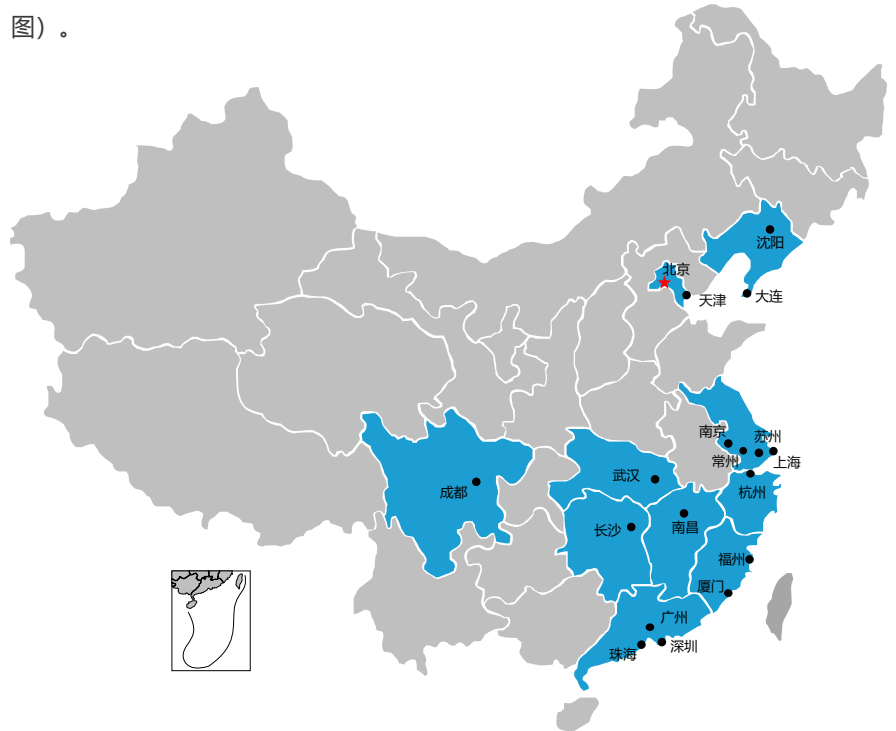 图）。
沈阳
北京
大连
天津
南京
苏州
常州
上海
武汉
成都
杭州
长沙
南昌
福州
厦门
广州
深圳
珠海